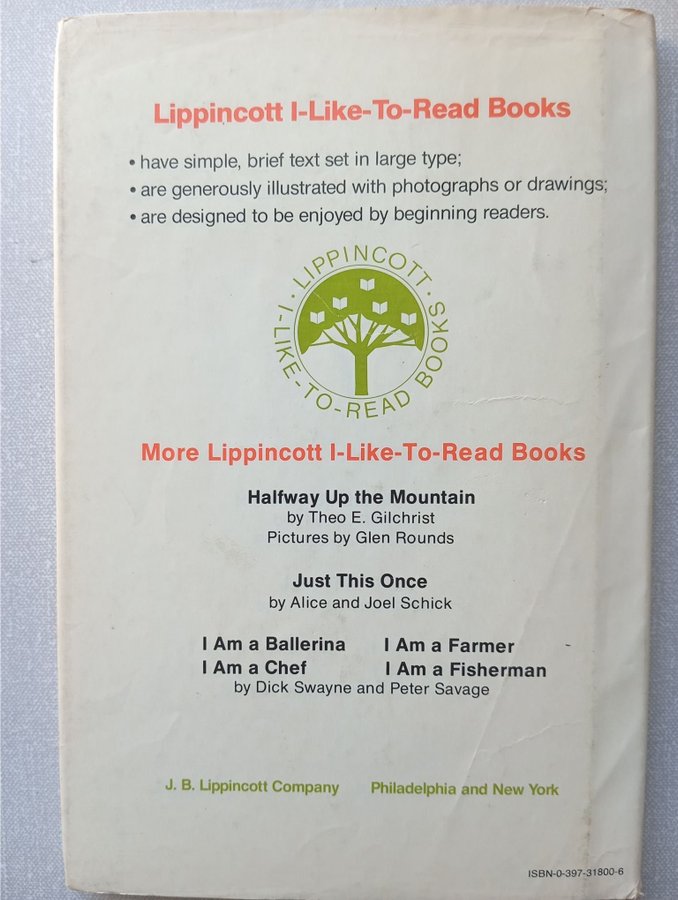 Lippincott I-Like-To-Read Books
• have simple, brief text set in large type;
• are generously illustrated with photographs or drawings;
• are designed to be enjoyed by beginning readers.
• LIPPINCOTT •
I-LIKE-TO-READ BOOKS
More Lippincott I-Like-To-Read Books
Halfway Up the Mountain
by Theo E. Gilchrist
Pictures by Glen Rounds
Just This Once
by Alice and Joel Schick
I Am a Ballerina I Am a Farmer
I Am a Chef I Am a Fisherman
by Dick Swayne and Peter Savage
J. B. Lippincott Company Philadelphia and New York
ISBN-0-397-31800-6